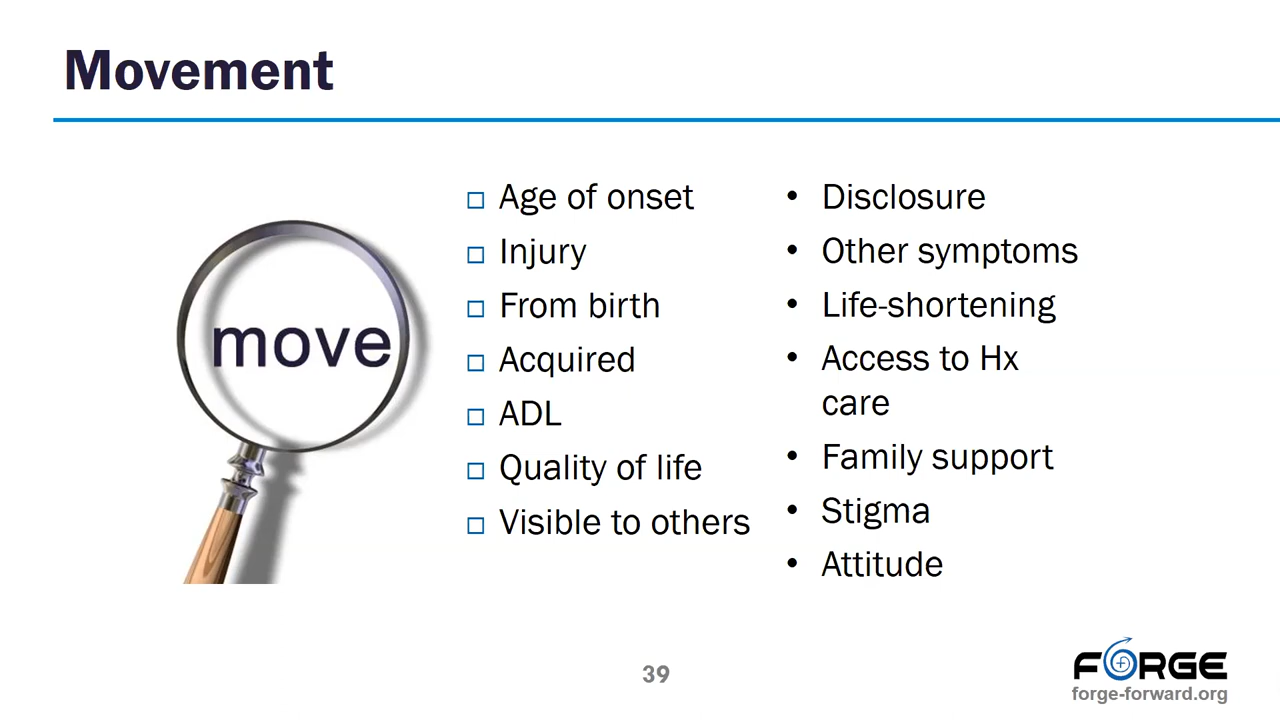 Movement
move
□ Age of onset
□ Injury
□ From birth
□ Acquired
□ ADL
□ Quality of life
□ Visible to others
• Disclosure
• Other symptoms
• Life-shortening
• Access to Hx
care
• Family support
• Stigma
• Attitude
39
FORGE
forge-forward.org